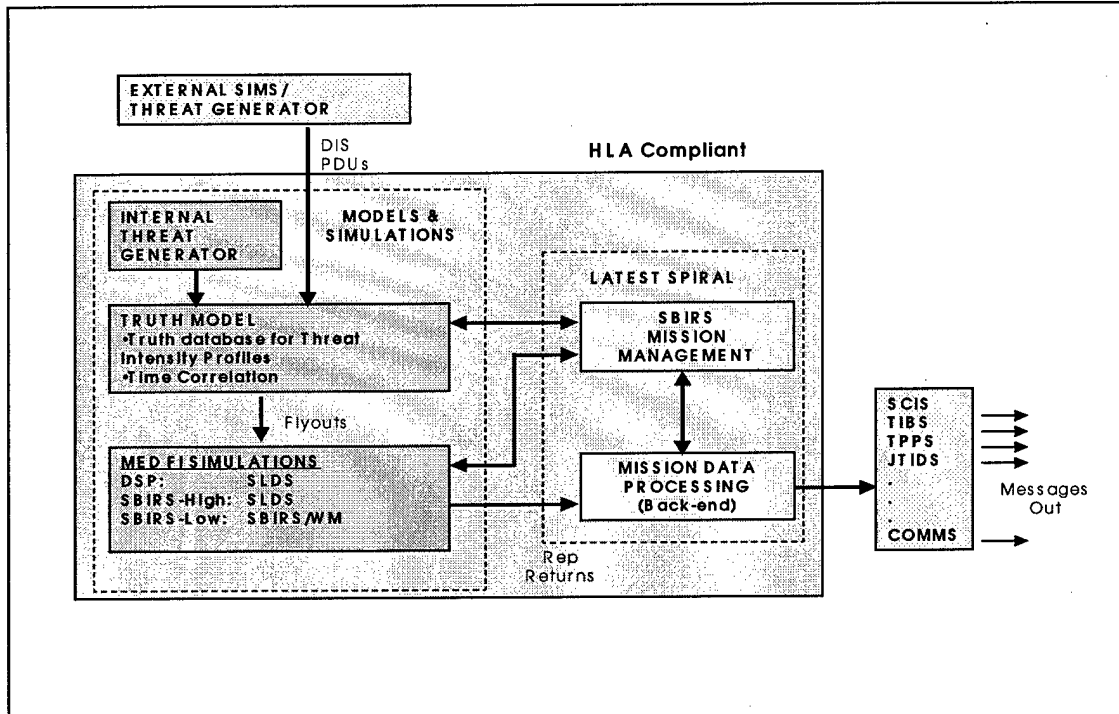 EXTERNAL SIMS/
THREAT GENERATOR
DIS
PDUs
HLA Compliant
INTERNAL
THREAT
GENERATOR
MODELS &
SIMULATIONS
TRUTH MODEL
•Truth database for Threat
Intensity Profiles
•Time Correlation
Flyouts
MED FI SIMULATIONS
DSP: SLDS
SBIRS-High: SLDS
SBIRS-Low: SBIRS/WM
LATEST SPIRAL
SBIRS
MISSION
MANAGEMENT
MISSION DATA
PROCESSING
(Back-end)
Rep
Returns
SCIS
TIBS
TPPS
JTIDS
.
.
.
COMMS
Messages
Out